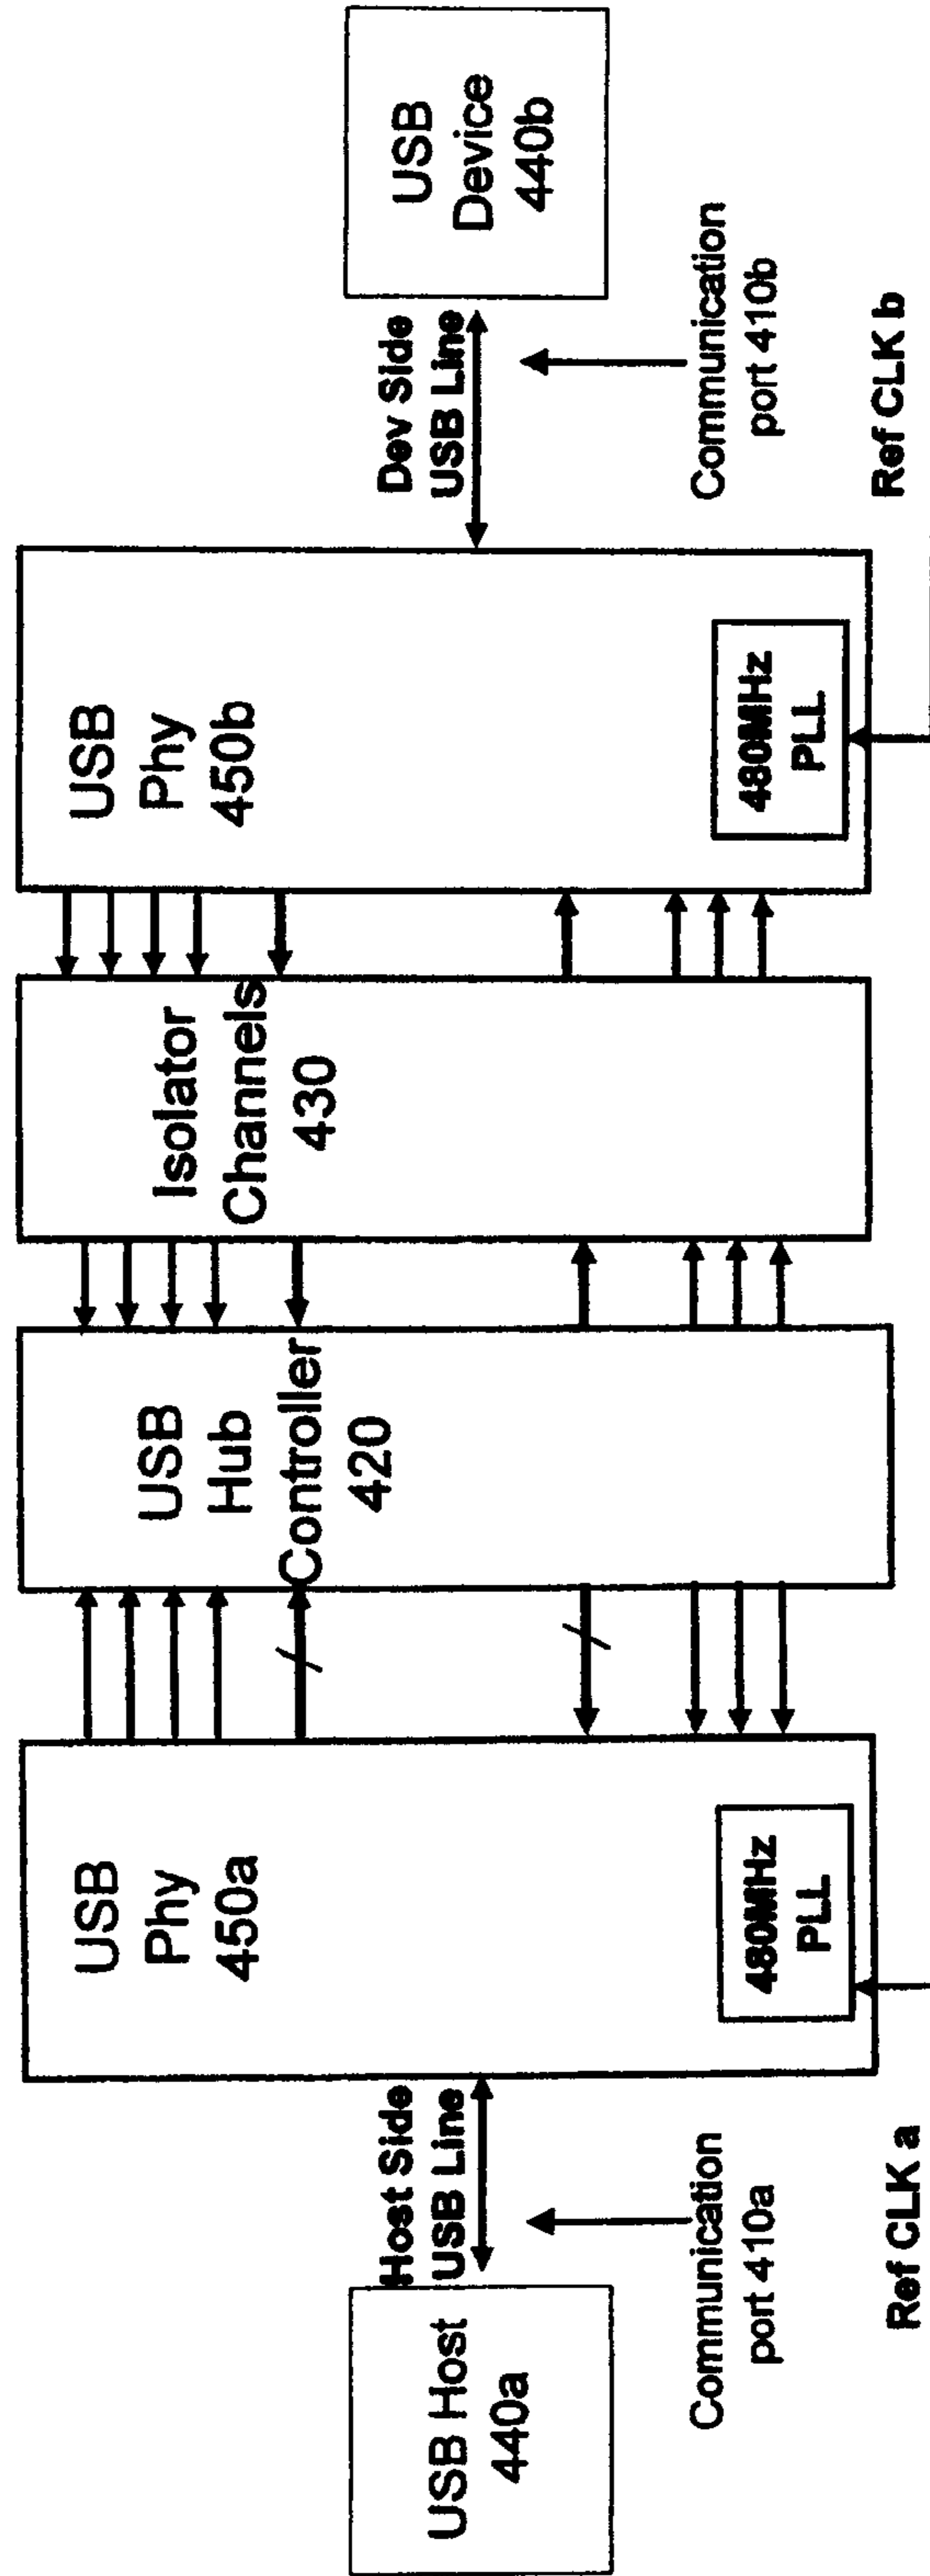 USB Host
440a
Host Side
USB Line
Communication
port 410a
Ref CLK a
USB
Phy
450a
480MHz
PLL
USB
Hub
Controller
420
Isolator
Channels
430
USB
Phy
450b
480MHz
PLL
Dev Side
USB Line
Communication
port 410b
Ref CLK b
USB
Device
440b